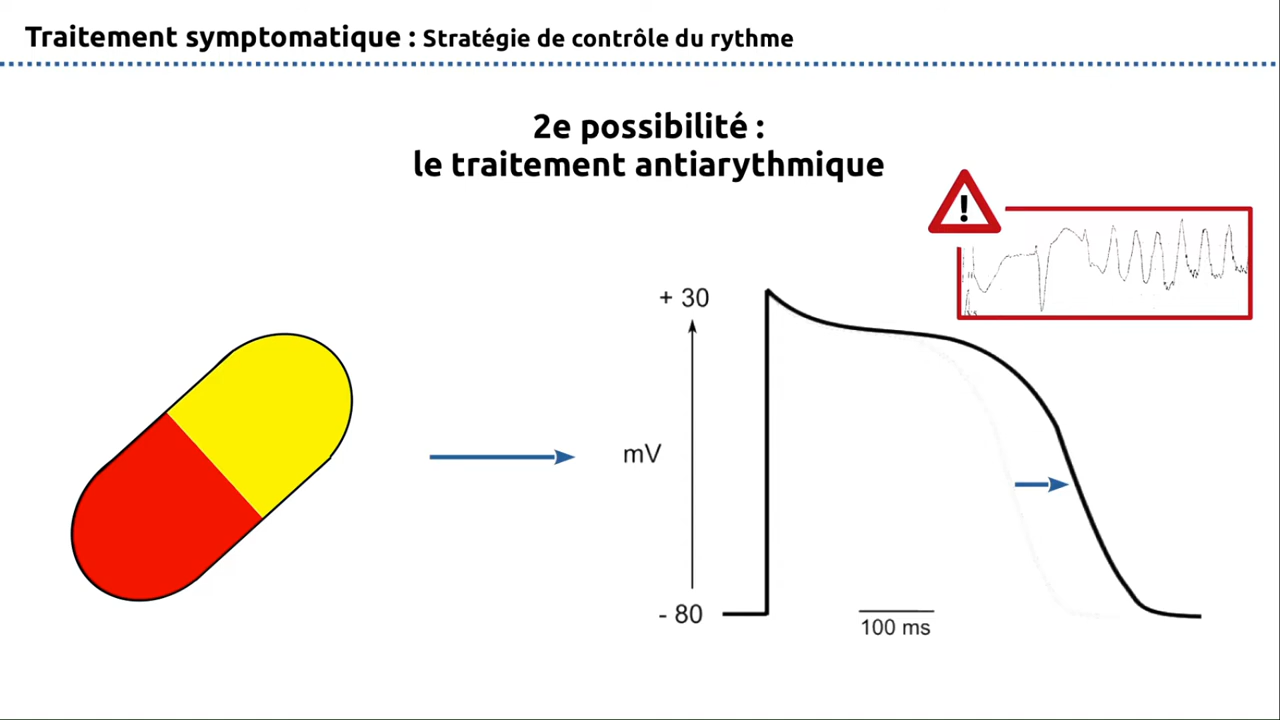 Traitement symptomatique : Stratégie de contrôle du rythme
2e possibilité :
le traitement antiarythmique
!
+ 30
mV
- 80
100 ms